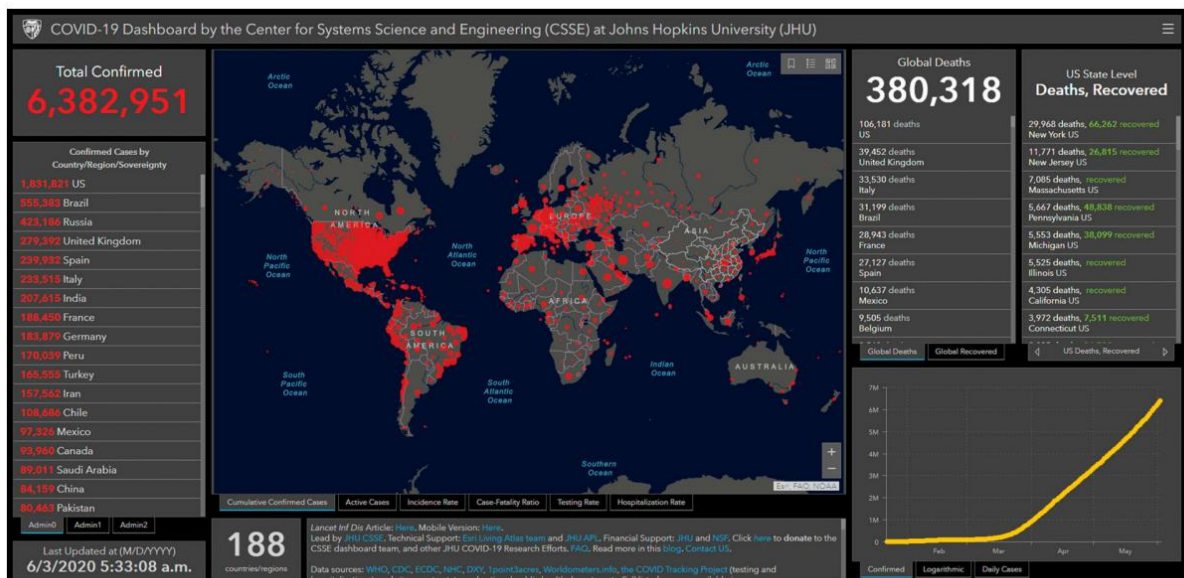 COVID-19 Dashboard by the Center for Systems Science and Engineering (CSSE) at Johns Hopkins University (JHU)
Total Confirmed
6,382,951
Confirmed Cases by
Country/Region/Sovereignty
1,831,821 US
555,383 Brazil
423,186 Russia
279,392 United Kingdom
239,932 Spain
233,515 Italy
207,615 India
188,450 France
183,879 Germany
170,039 Peru
165,555 Turkey
157,562 Iran
108,686 Chile
97,326 Mexico
93,960 Canada
89,011 Saudi Arabia
84,159 China
80,463 Pakistan
Admin0 Admin1 Admin2
Last Updated at (M/D/YYYY)
6/3/2020 5:33:08 a.m.
Arctic
Ocean
Arctic
Ocean
NORTH
AMERICA
EUROPE
ASIA
North
Pacific
Ocean
North
Atlantic
Ocean
North
Pacific
Ocean
AFRICA
SOUTH
AMERICA
Indian
Ocean
AUSTRALIA
South
Pacific
Ocean
South
Atlantic
Ocean
Southern
Ocean
+
−
Esri, FAO, NOAA
Cumulative Confirmed Cases Active Cases Incidence Rate Case-Fatality Ratio Testing Rate Hospitalization Rate
188
countries/regions
Lancet Inf Dis Article: Here. Mobile Version: Here.
Lead by JHU CSSE. Technical Support: Esri Living Atlas team and JHU APL. Financial Support: JHU and NSF. Click here to donate to the
CSSE dashboard team, and other JHU COVID-19 Research Efforts. FAQ. Read more in this blog. Contact US.
Data sources: WHO, CDC, ECDC, NHC, DXY, 1point3acres, Worldometers.info, the COVID Tracking Project (testing and
Global Deaths
380,318
106,181 deaths
US
39,452 deaths
United Kingdom
33,530 deaths
Italy
31,199 deaths
Brazil
28,943 deaths
France
27,127 deaths
Spain
10,637 deaths
Mexico
9,505 deaths
Belgium
Global Deaths Global Recovered
US State Level
Deaths, Recovered
29,968 deaths, 66,262 recovered
New York US
11,771 deaths, 26,815 recovered
New Jersey US
7,085 deaths, recovered
Massachusetts US
5,667 deaths, 48,838 recovered
Pennsylvania US
5,553 deaths, 38,099 recovered
Michigan US
5,525 deaths, recovered
Illinois US
4,305 deaths, recovered
California US
3,972 deaths, 7,511 recovered
Connecticut US
US Deaths, Recovered
7M
6M
5M
4M
3M
2M
1M
0
Feb Mar Apr May
Confirmed Logarithmic Daily Cases